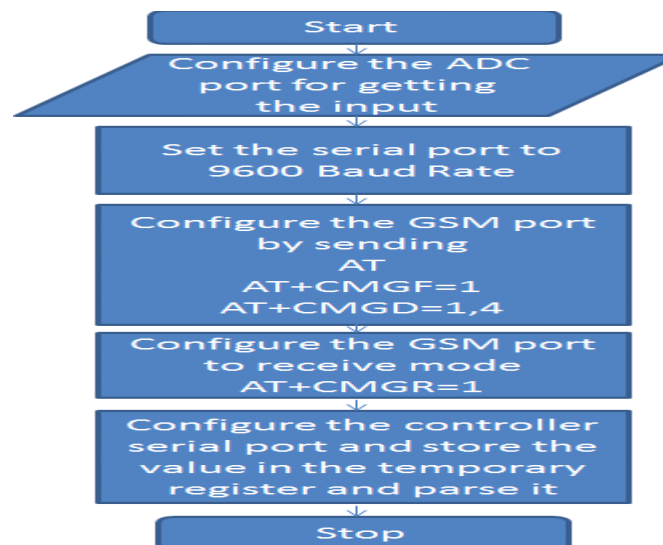 Start
Configure the ADC
port for getting
the input
Set the serial port to
9600 Baud Rate
Configure the GSM port
by sending
AT
AT+CMGF=1
AT+CMGD=1,4
Configure the GSM port
to receive mode
AT+CMGR=1
Configure the controller
serial port and store the
value in the temporary
register and parse it
Stop